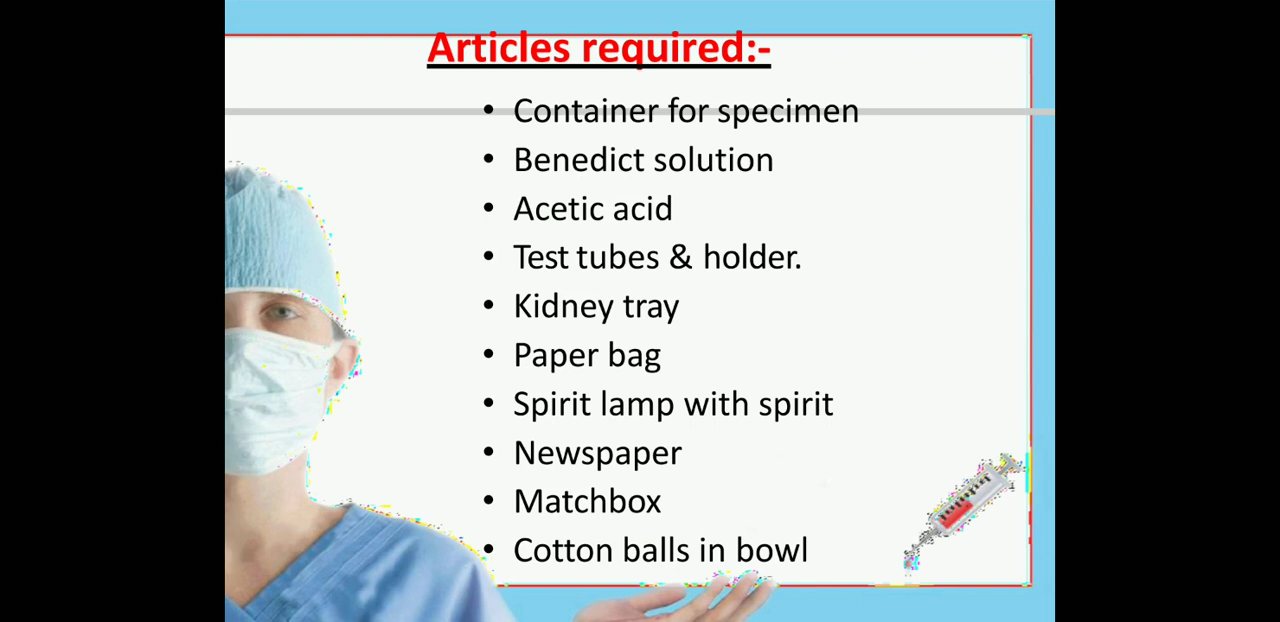 Articles required:-
• Container for specimen
• Benedict solution
• Acetic acid
• Test tubes & holder.
• Kidney tray
• Paper bag
• Spirit lamp with spirit
• Newspaper
• Matchbox
• Cotton balls in bowl